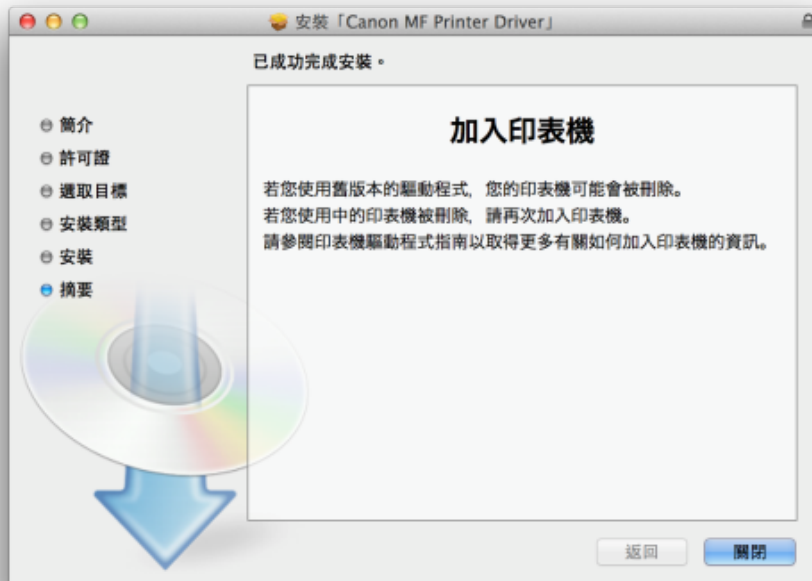 安裝「Canon MF Printer Driver」
已成功完成安裝。
簡介
許可證
選取目標
安裝類型
安裝
摘要
加入印表機
若您使用舊版本的驅動程式，您的印表機可能會被刪除。
若您使用中的印表機被刪除，請再次加入印表機。
請參閱印表機驅動程式指南以取得更多有關如何加入印表機的資訊。
返回
關閉